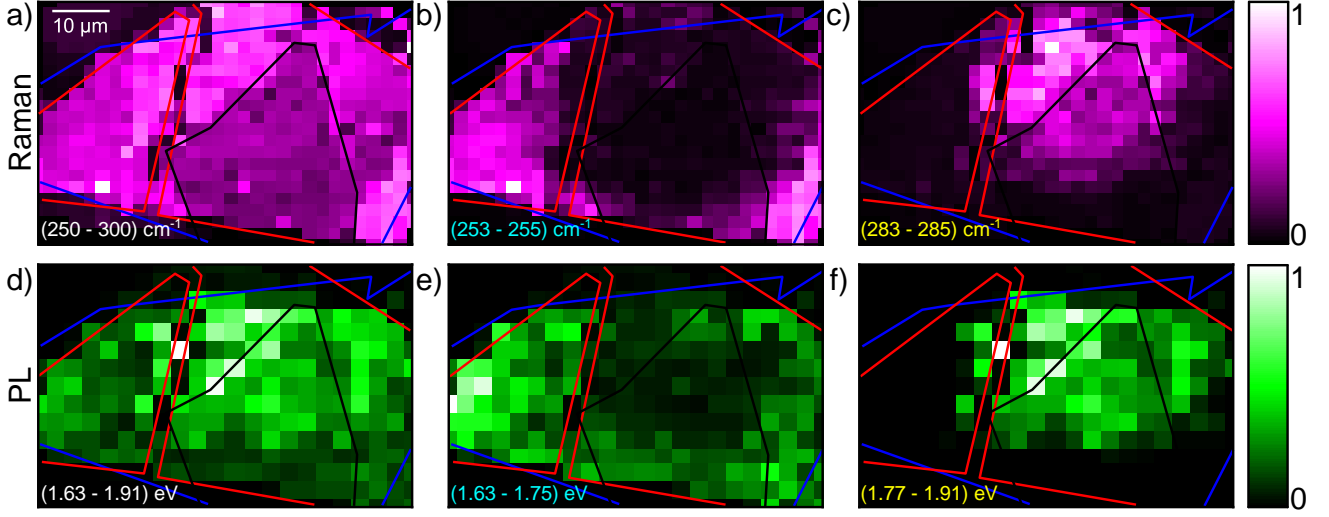 a)
10 µm
b)
c)
1
Raman
(250 - 300) cm⁻¹
(253 - 255) cm⁻¹
(283 - 285) cm⁻¹
0
d)
e)
f)
1
PL
(1.63 - 1.91) eV
(1.63 - 1.75) eV
(1.77 - 1.91) eV
0